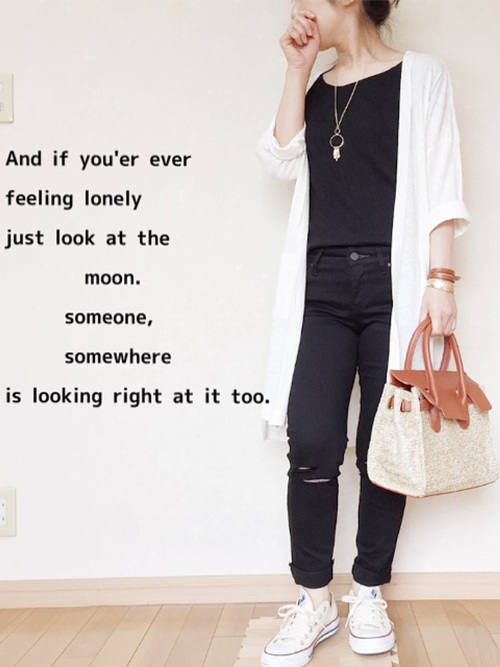 And if you'er ever
feeling lonely
just look at the
moon.
someone,
somewhere
is looking right at it too.